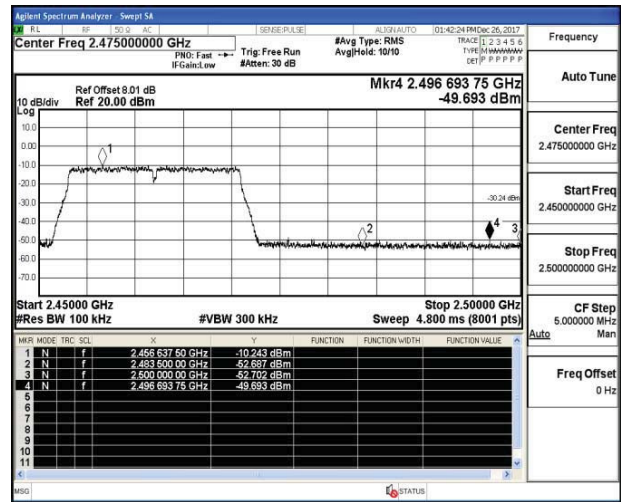 Agilent Spectrum Analyzer - Swept SA
RL RF 50 Ω AC SENSE:PULSE ALIGN AUTO 01:42:24 PM Dec 26, 2017
Center Freq 2.475000000 GHz #Avg Type: RMS TRACE 1 2 3 4 5 6
PNO: Fast Trig: Free Run Avg|Hold: 10/10 TYPE M WWWWW
IFGain:Low #Atten: 30 dB DET P P P P P P
Ref Offset 8.01 dB Mkr4 2.496 693 75 GHz
10 dB/div Ref 20.00 dBm -49.693 dBm
Log
10.0
0.00
-10.0
-20.0
-30.0
-40.0
-50.0
-60.0
-70.0
1
-30.24 dBm
2
4
3
Start 2.45000 GHz Stop 2.50000 GHz
#Res BW 100 kHz #VBW 300 kHz Sweep 4.800 ms (8001 pts)
MKR MODE TRC SCL X Y FUNCTION FUNCTION WIDTH FUNCTION VALUE
1 N f 2.456 637 50 GHz -10.243 dBm
2 N f 2.483 500 00 GHz -52.687 dBm
3 N f 2.500 000 00 GHz -52.702 dBm
4 N f 2.496 693 75 GHz -49.693 dBm
5
6
7
8
9
10
11
MSG STATUS
Frequency
Auto Tune
Center Freq
2.475000000 GHz
Start Freq
2.450000000 GHz
Stop Freq
2.500000000 GHz
CF Step
5.000000 MHz
Auto Man
Freq Offset
0 Hz